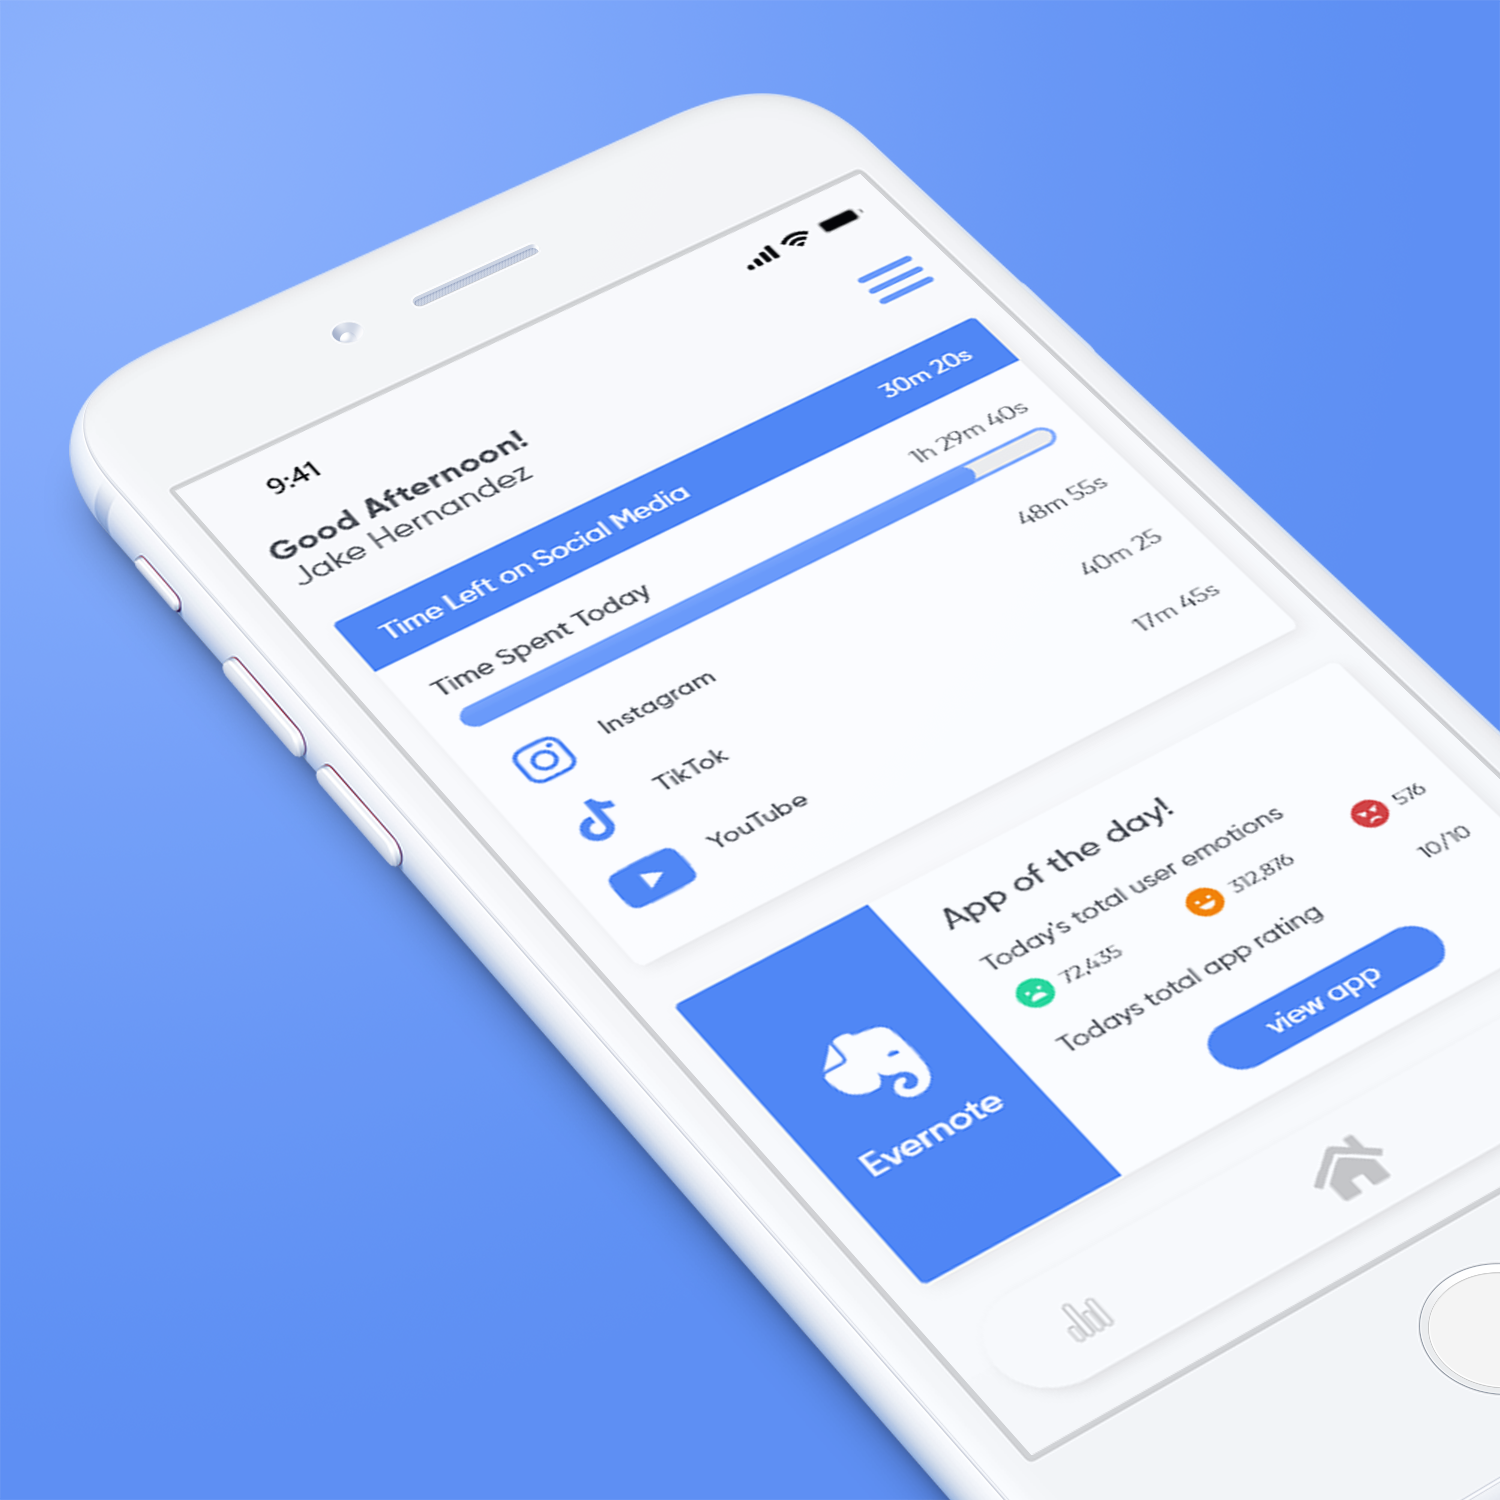 9:41
Good Afternoon!
Jake Hernandez
Time Left on Social Media 30m 20s
Time Spent Today 1h 29m 40s
Instagram 48m 55s
TikTok 40m 25
YouTube 17m 45s
Evernote
App of the day!
Today's total user emotions
72,435 312,876 576
Todays total app rating 10/10
view app